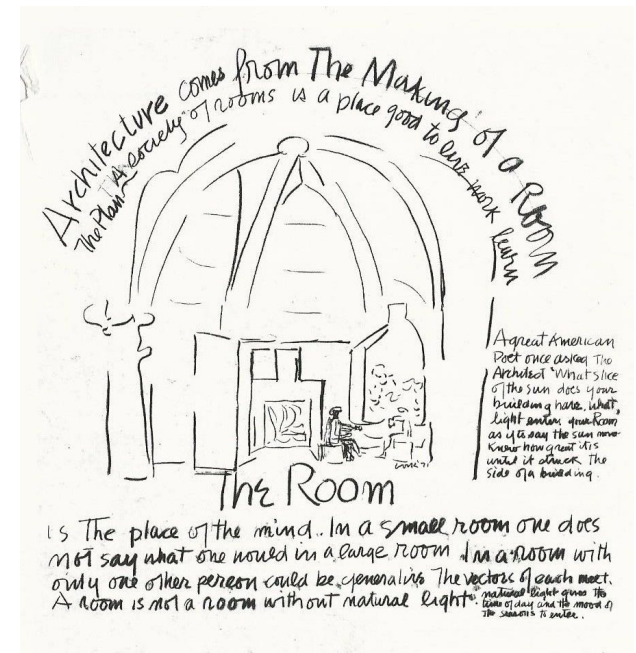 Architecture comes from The Making of a Room
The Plan A society of rooms is a place good to live work learn
A great American
Poet once asked The
Architect "What slice
of the sun does your
building have, what
light enters your Room
as if to say the sun never
knew how great it is
until it struck the
side of a building.
The Room
is The place of the mind. In a small room one does
not say what one would in a large room In a room with
only one other person could be generative The vectors of each meet.
A room is not a room without natural light
natural light gives the
time of day and the mood of
the seasons to enter.